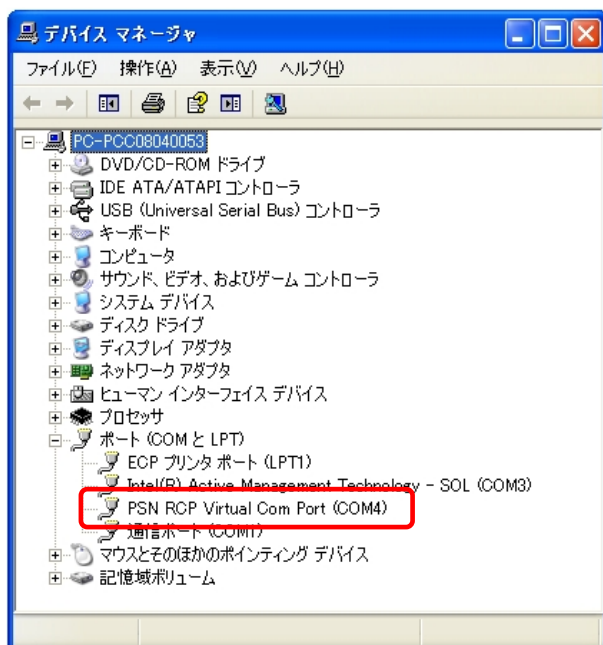 デバイス マネージャ
ファイル(F) 操作(A) 表示(V) ヘルプ(H)
PC-PCC08040053
DVD/CD-ROM ドライブ
IDE ATA/ATAPI コントローラ
USB (Universal Serial Bus) コントローラ
キーボード
コンピュータ
サウンド、ビデオ、およびゲーム コントローラ
システム デバイス
ディスク ドライブ
ディスプレイ アダプタ
ネットワーク アダプタ
ヒューマン インターフェイス デバイス
プロセッサ
ポート (COM と LPT)
ECP プリンタ ポート (LPT1)
Intel(R) Active Management Technology - SOL (COM3)
PSN RCP Virtual Com Port (COM4)
通信ポート (COM1)
マウスとそのほかのポインティング デバイス
記憶域ボリューム